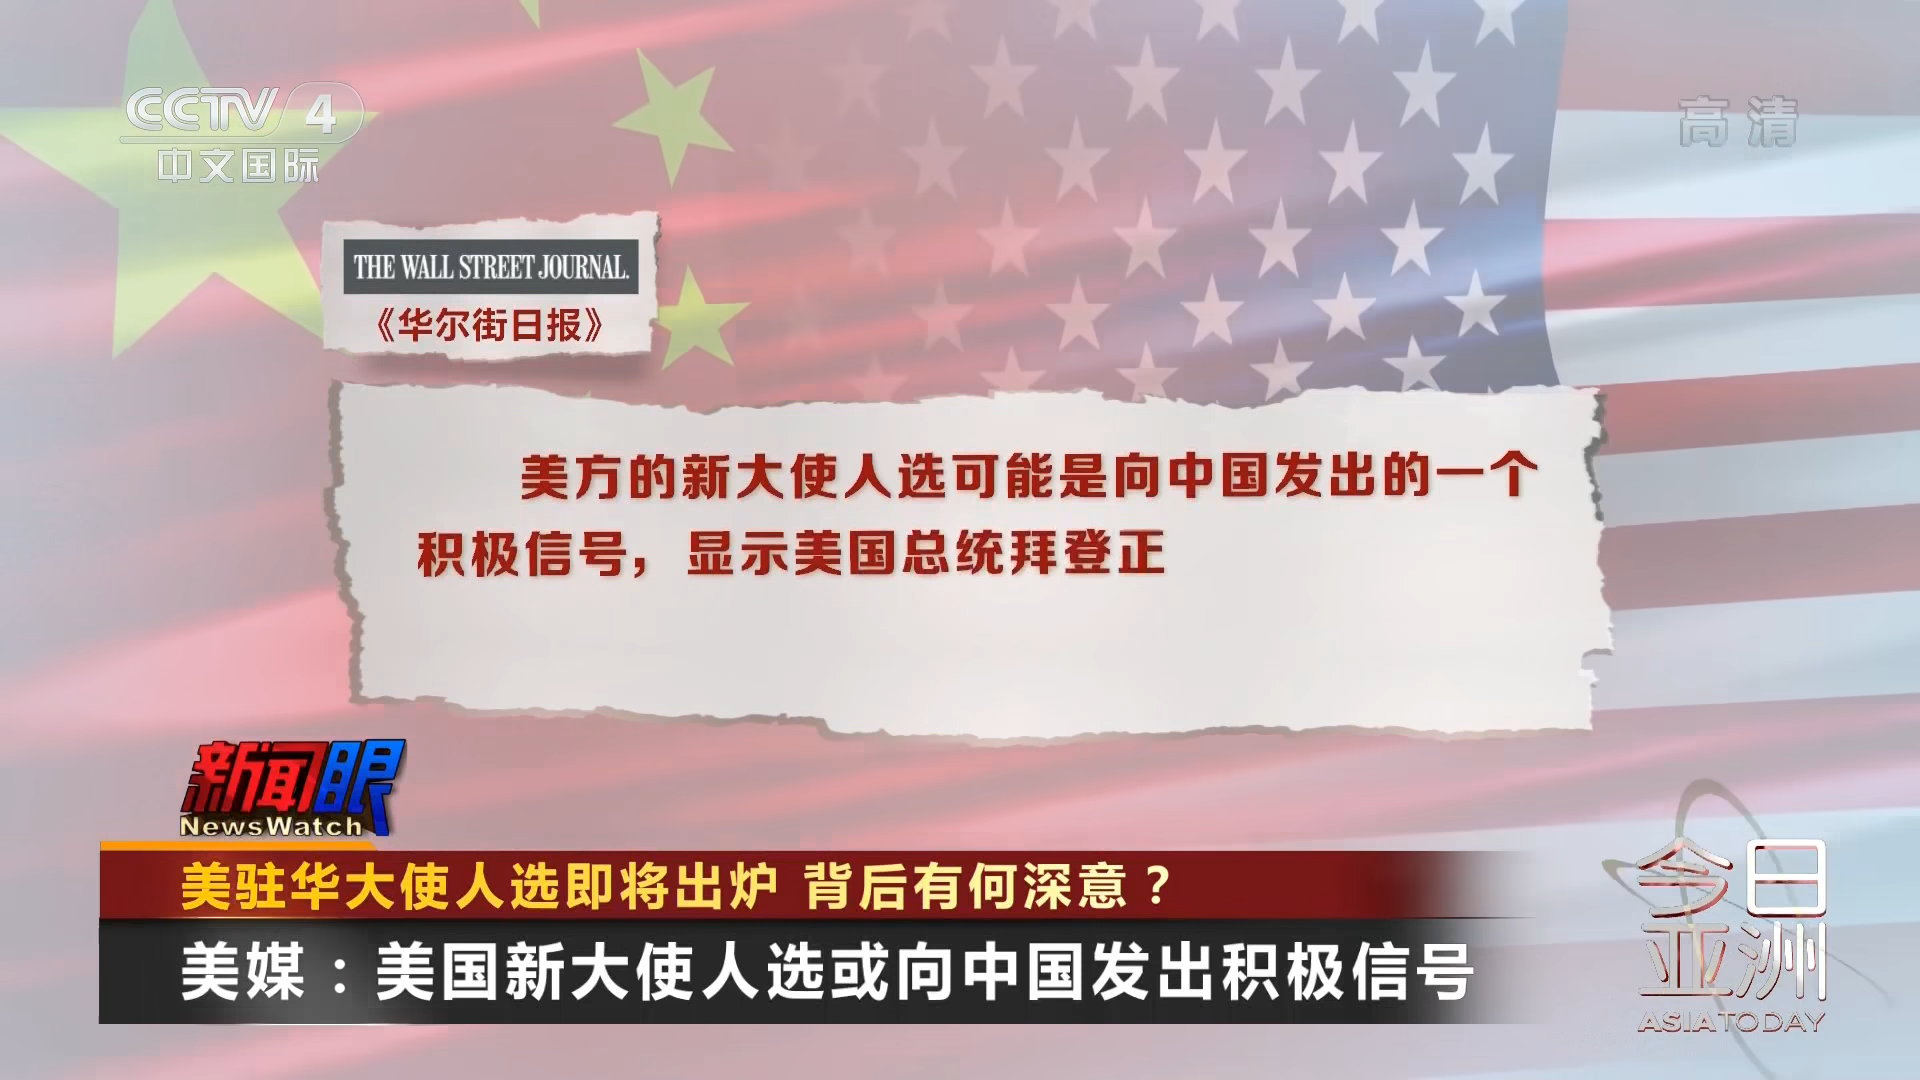 CCTV 4
中文国际
高清
THE WALL STREET JOURNAL.
《华尔街日报》
美方的新大使人选可能是向中国发出的一个
积极信号，显示美国总统拜登正
新闻眼
NewsWatch
美驻华大使人选即将出炉 背后有何深意？
美媒：美国新大使人选或向中国发出积极信号
今日
亚洲
ASIA TODAY